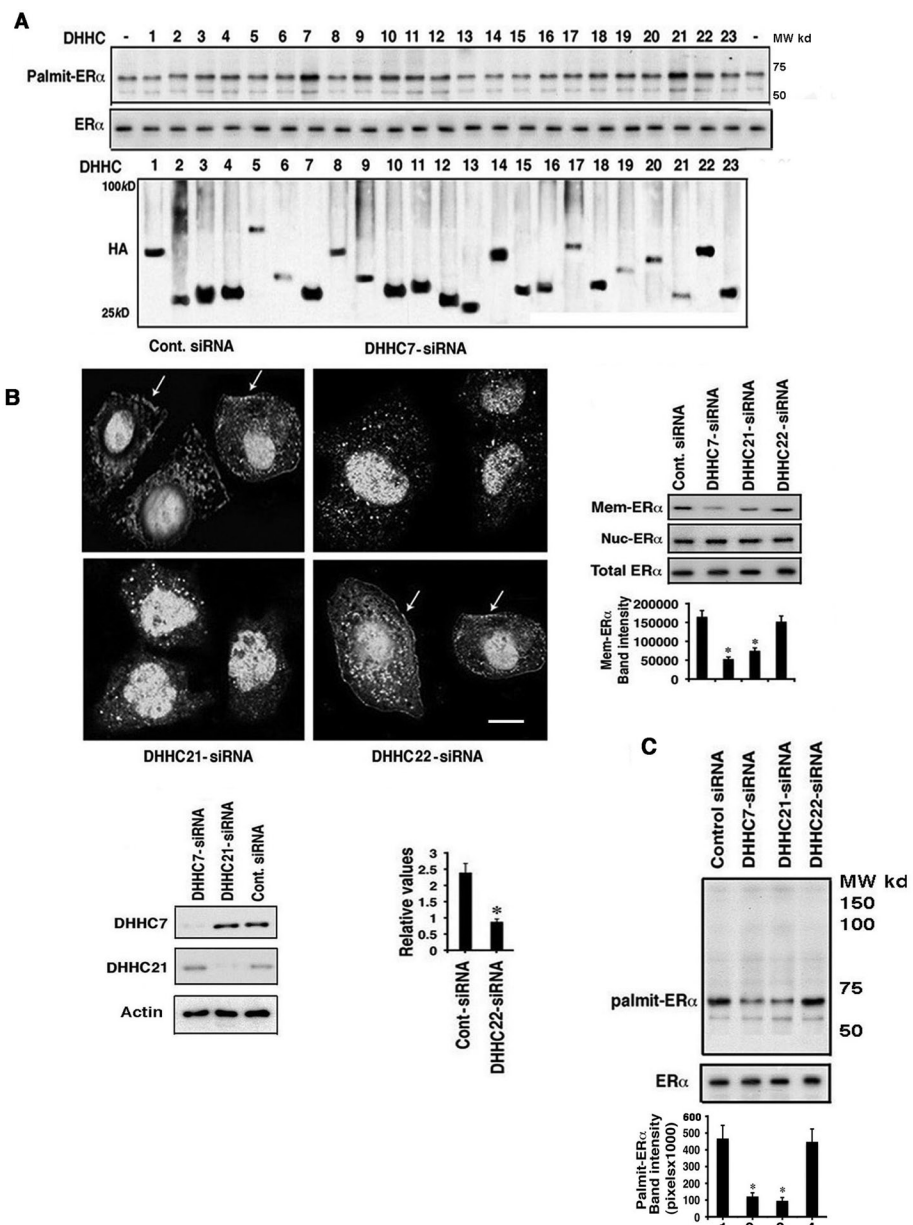 A
DHHC - 1 2 3 4 5 6 7 8 9 10 11 12 13 14 15 16 17 18 19 20 21 22 23 - MW kd
Palmit-ERα
75
50
ERα
DHHC 1 2 3 4 5 6 7 8 9 10 11 12 13 14 15 16 17 18 19 20 21 22 23
100kD
HA
25kD
Cont. siRNA
DHHC7-siRNA
B
DHHC21-siRNA
DHHC22-siRNA
Cont. siRNA
DHHC7-siRNA
DHHC21-siRNA
DHHC22-siRNA
Mem-ERα
Nuc-ERα
Total ERα
Mem-ERα
Band intensity
200000
150000
100000
50000
0
*
*
DHHC7-siRNA
DHHC21-siRNA
Cont. siRNA
DHHC7
DHHC21
Actin
Relative values
3
2.5
2
1.5
1
0.5
0
*
Cont-siRNA
DHHC22-siRNA
C
Control siRNA
DHHC7-siRNA
DHHC21-siRNA
DHHC22-siRNA
MW kd
150
100
75
50
palmit-ERα
ERα
Palmit-ERα
Band intensity
(pixelsx1000)
600
500
400
300
200
100
0
*
*